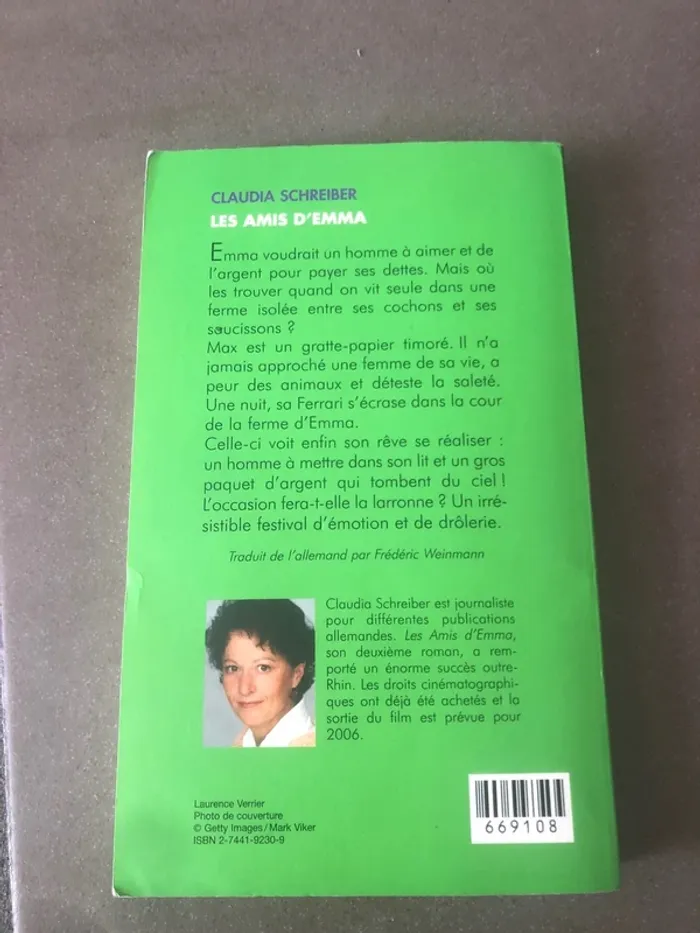 CLAUDIA SCHREIBER
LES AMIS D'EMMA
Emma voudrait un homme à aimer et de
l'argent pour payer ses dettes. Mais où
les trouver quand on vit seule dans une
ferme isolée entre ses cochons et ses
saucissons ?
Max est un gratte-papier timoré. Il n'a
jamais approché une femme de sa vie, a
peur des animaux et déteste la saleté.
Une nuit, sa Ferrari s'écrase dans la cour
de la ferme d'Emma.
Celle-ci voit enfin son rêve se réaliser :
un homme à mettre dans son lit et un gros
paquet d'argent qui tombent du ciel !
L'occasion fera-t-elle la larronne ? Un irré-
sistible festival d'émotion et de drôlerie.
Traduit de l'allemand par Frédéric Weinmann
Claudia Schreiber est journaliste
pour différentes publications
allemandes. Les Amis d'Emma,
son deuxième roman, a rem-
porté un énorme succès outre-
Rhin. Les droits cinématographi-
ques ont déjà été achetés et la
sortie du film est prévue pour
2006.
Laurence Verrier
Photo de couverture
© Getty Images / Mark Viker
ISBN 2-7441-9230-9
669108